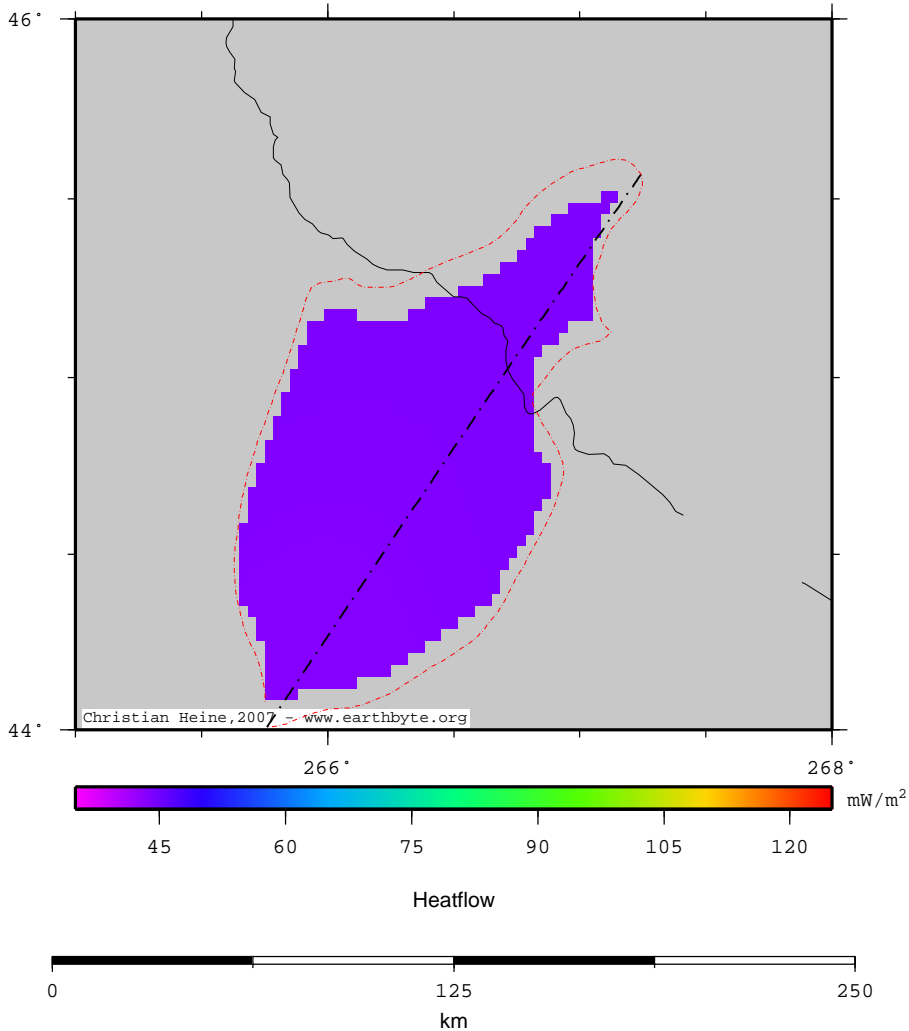 46°
44°
Christian Heine,2007 - www.earthbyte.org
266° 268°
mW/m²
45 60 75 90 105 120
Heatflow
0 125 250
km